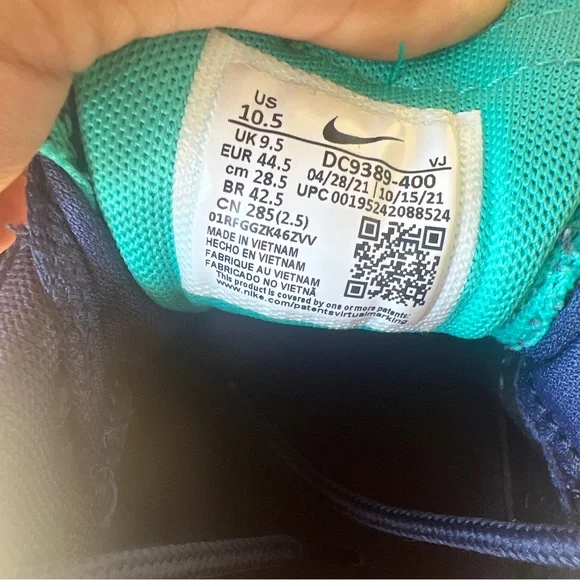 US
10.5
UK 9.5
EUR 44.5
cm 28.5
BR 42.5
CN 285(2.5)
01RFGGZK46ZVV
MADE IN VIETNAM
HECHO EN VIETNAM
FABRIQUE AU VIETNAM
FABRICADO NO VIETNÃ
This product is covered by one or more patents:
www.nike.com/patentsvirtualmarking
VJ
DC9389-400
04/28/21 | 10/15/21
UPC 00195242088524